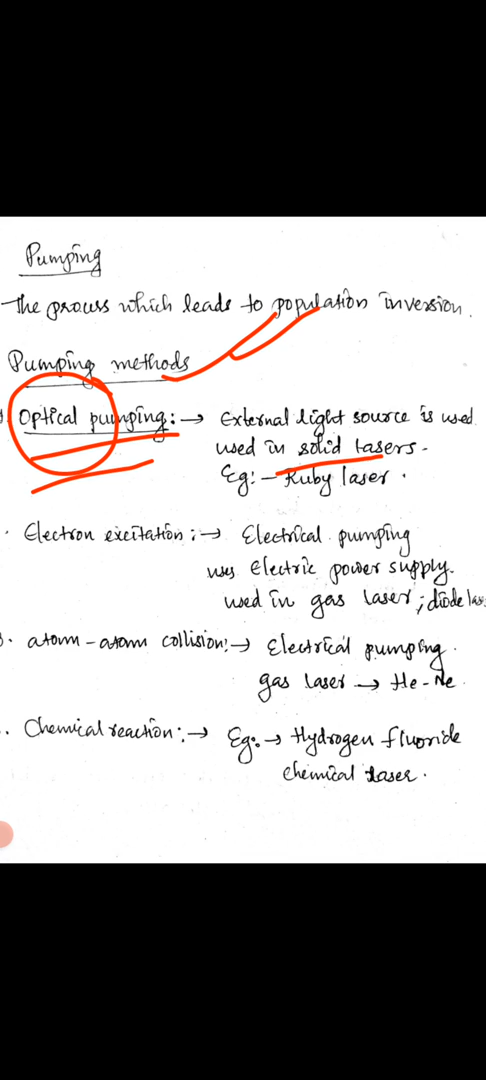 Pumping
The process which leads to population inversion.
Pumping methods
Optical pumping :→ External light source is used
used in solid lasers.
Eg:- Ruby laser.
Electron excitation :→ Electrical pumping
uses Electric power supply.
used in gas laser; diode las
atom-atom collision :→ Electrical pumping.
gas laser → He-Ne
Chemical reaction :→ Eg:→ Hydrogen fluoride
chemical laser.